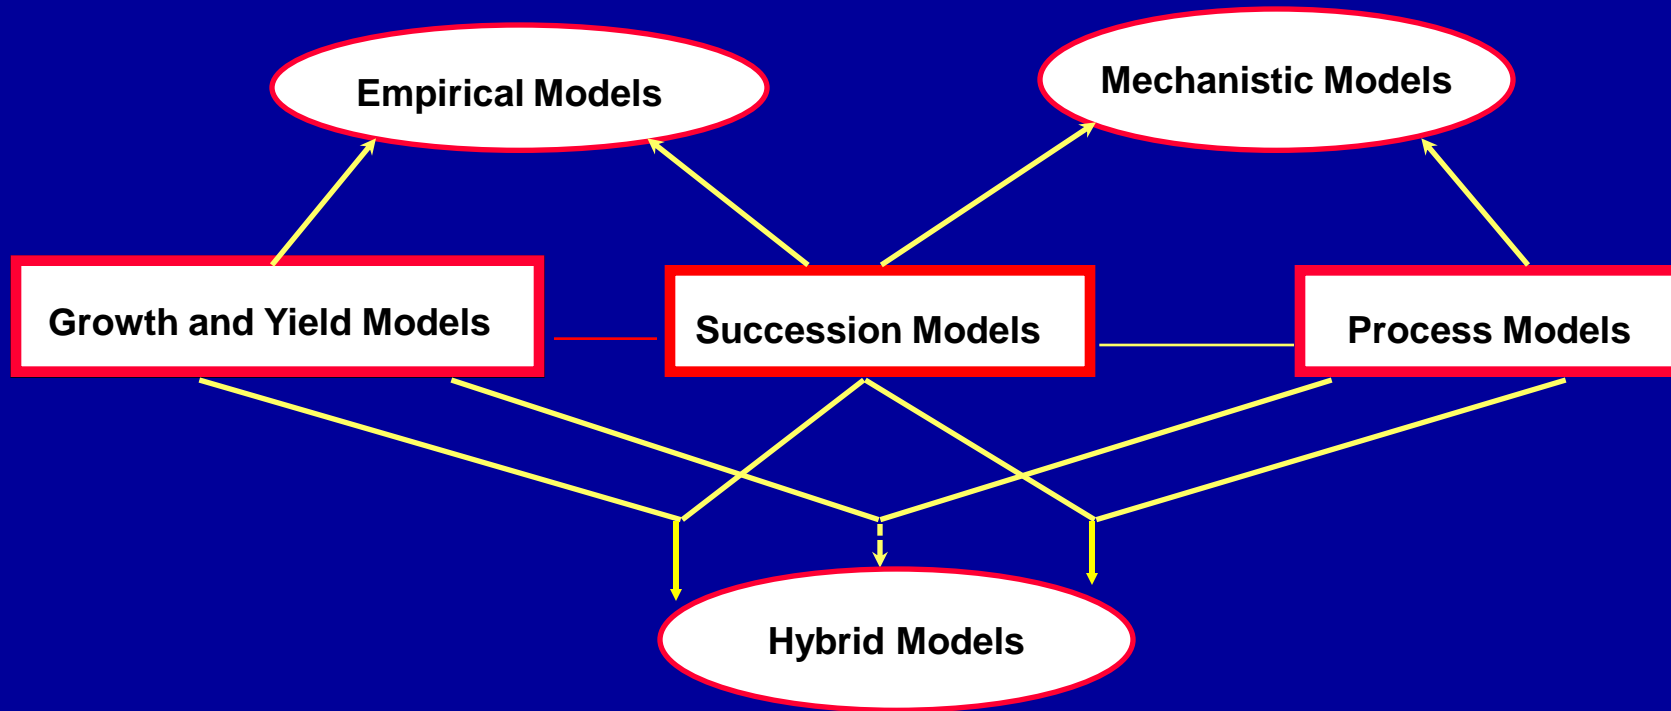 Empirical Models
Mechanistic Models
Growth and Yield Models
Succession Models
Process Models
Hybrid Models